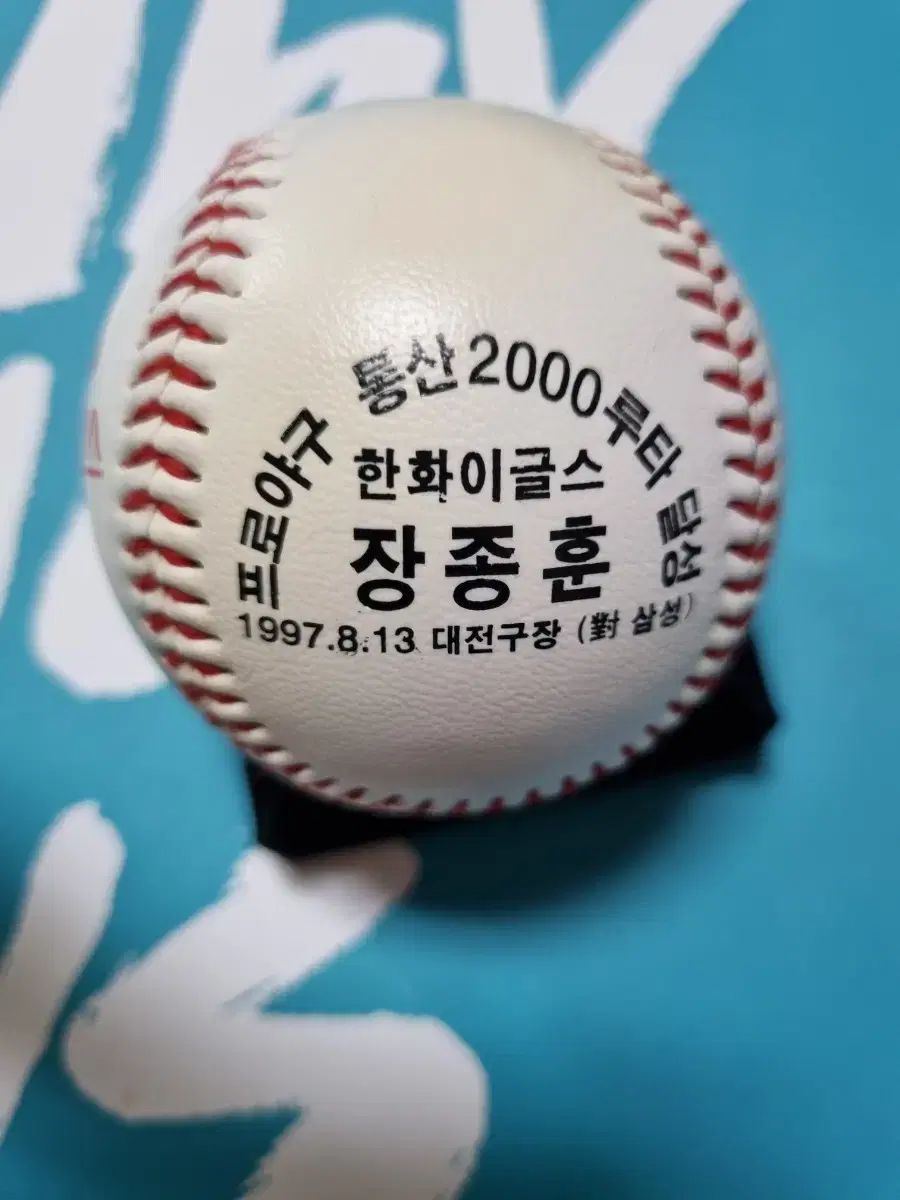 프로야구 통산 2000루타 달성
한화이글스
장종훈
1997.8.13 대전구장 (對 삼성)